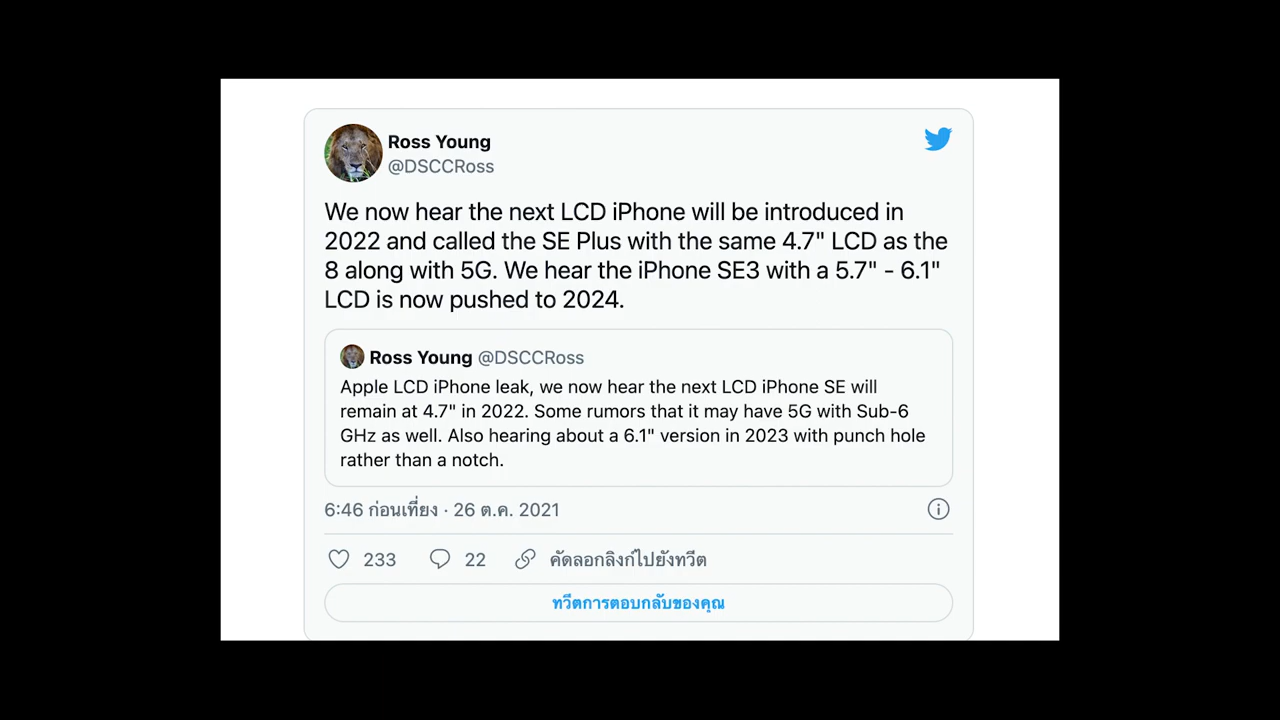 Ross Young
@DSCCRoss
We now hear the next LCD iPhone will be introduced in
2022 and called the SE Plus with the same 4.7" LCD as the
8 along with 5G. We hear the iPhone SE3 with a 5.7" - 6.1"
LCD is now pushed to 2024.
Ross Young @DSCCRoss
Apple LCD iPhone leak, we now hear the next LCD iPhone SE will
remain at 4.7" in 2022. Some rumors that it may have 5G with Sub-6
GHz as well. Also hearing about a 6.1" version in 2023 with punch hole
rather than a notch.
6:46 ก่อนเที่ยง · 26 ต.ค. 2021
233 22 คัดลอกลิงก์ไปยังทวีต
ทวีตการตอบกลับของคุณ